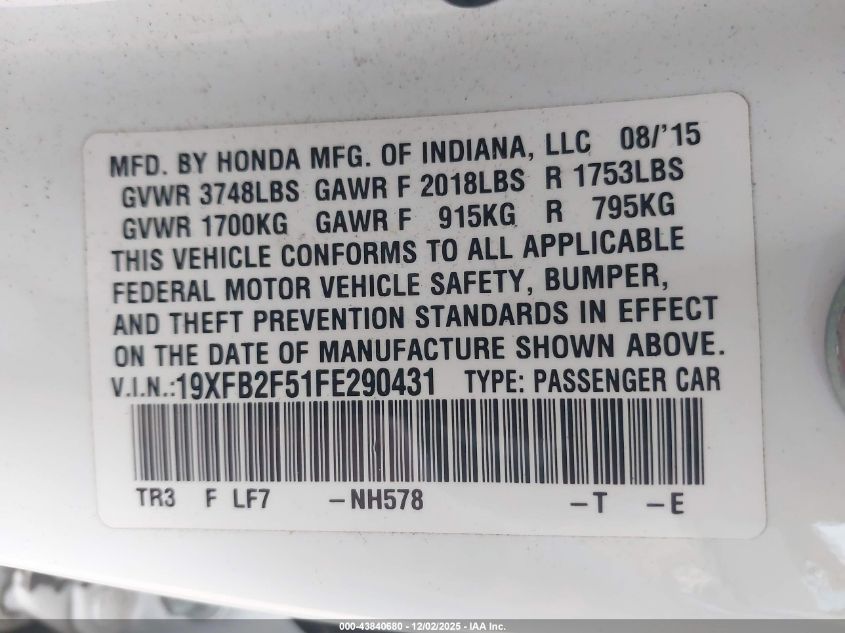 MFD. BY HONDA MFG. OF INDIANA, LLC 08/'15
GVWR 3748LBS GAWR F 2018LBS R 1753LBS
GVWR 1700KG GAWR F 915KG R 795KG
THIS VEHICLE CONFORMS TO ALL APPLICABLE
FEDERAL MOTOR VEHICLE SAFETY, BUMPER,
AND THEFT PREVENTION STANDARDS IN EFFECT
ON THE DATE OF MANUFACTURE SHOWN ABOVE.
V.I.N.:19XFB2F51FE290431 TYPE: PASSENGER CAR
TR3 F LF7 -NH578 -T -E
000-43840680 - 12/02/2025 - IAA Inc.